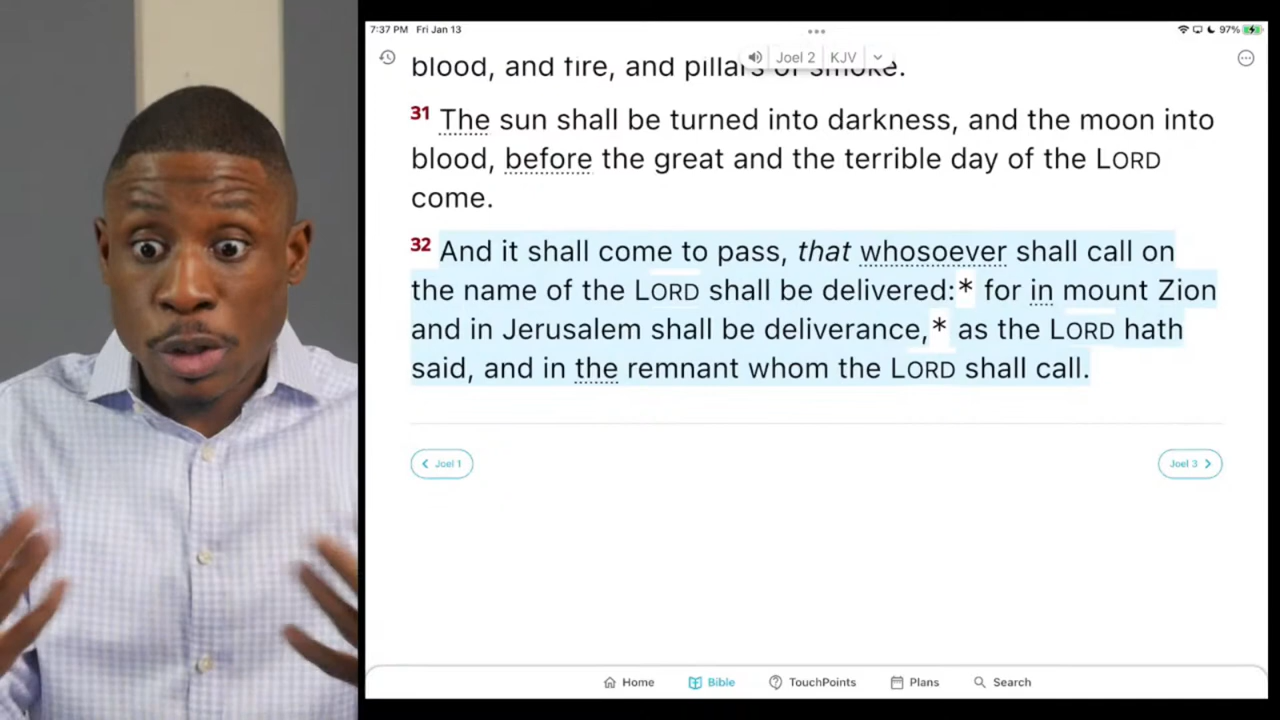 7:37 PM Fri Jan 13
97%
Joel 2 KJV
blood, and fire, and pillars of smoke.
31 The sun shall be turned into darkness, and the moon into
blood, before the great and the terrible day of the LORD
come.
32 And it shall come to pass, that whosoever shall call on
the name of the LORD shall be delivered:* for in mount Zion
and in Jerusalem shall be deliverance,* as the LORD hath
said, and in the remnant whom the LORD shall call.
Joel 1
Joel 3
Home Bible TouchPoints Plans Search